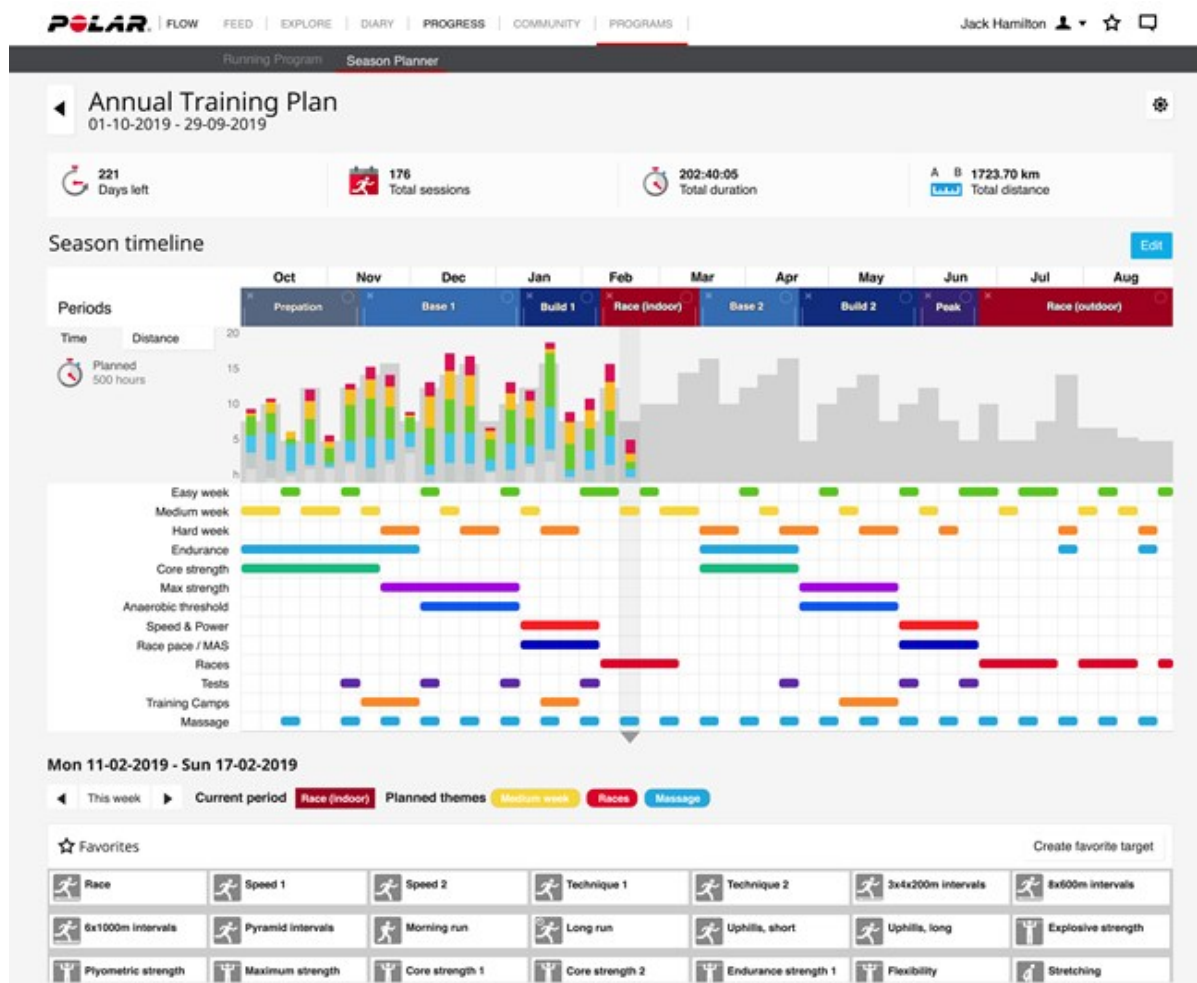 POLAR. FLOW FEED EXPLORE DIARY PROGRESS COMMUNITY PROGRAMS Jack Hamilton
Running Program Season Planner
Annual Training Plan
01-10-2019 - 29-09-2019
221
Days left
176
Total sessions
202:40:05
Total duration
A B 1723.70 km
Total distance
Season timeline Edit
Oct Nov Dec Jan Feb Mar Apr May Jun Jul Aug
Periods Prepation Base 1 Build 1 Race (indoor) Base 2 Build 2 Peak Race (outdoor)
Time Distance
Planned
500 hours
20
15
10
5
h
Easy week
Medium week
Hard week
Endurance
Core strength
Max strength
Anaerobic threshold
Speed & Power
Race pace / MAS
Races
Tests
Training Camps
Massage
Mon 11-02-2019 - Sun 17-02-2019
This week Current period Race (Indoor) Planned themes Medium week Races Massage
Favorites Create favorite target
Race Speed 1 Speed 2 Technique 1 Technique 2 3x4x200m intervals 8x600m intervals
6x1000m intervals Pyramid intervals Morning run Long run Uphills, short Uphills, long Explosive strength
Plyometric strength Maximum strength Core strength 1 Core strength 2 Endurance strength 1 Flexibility Stretching